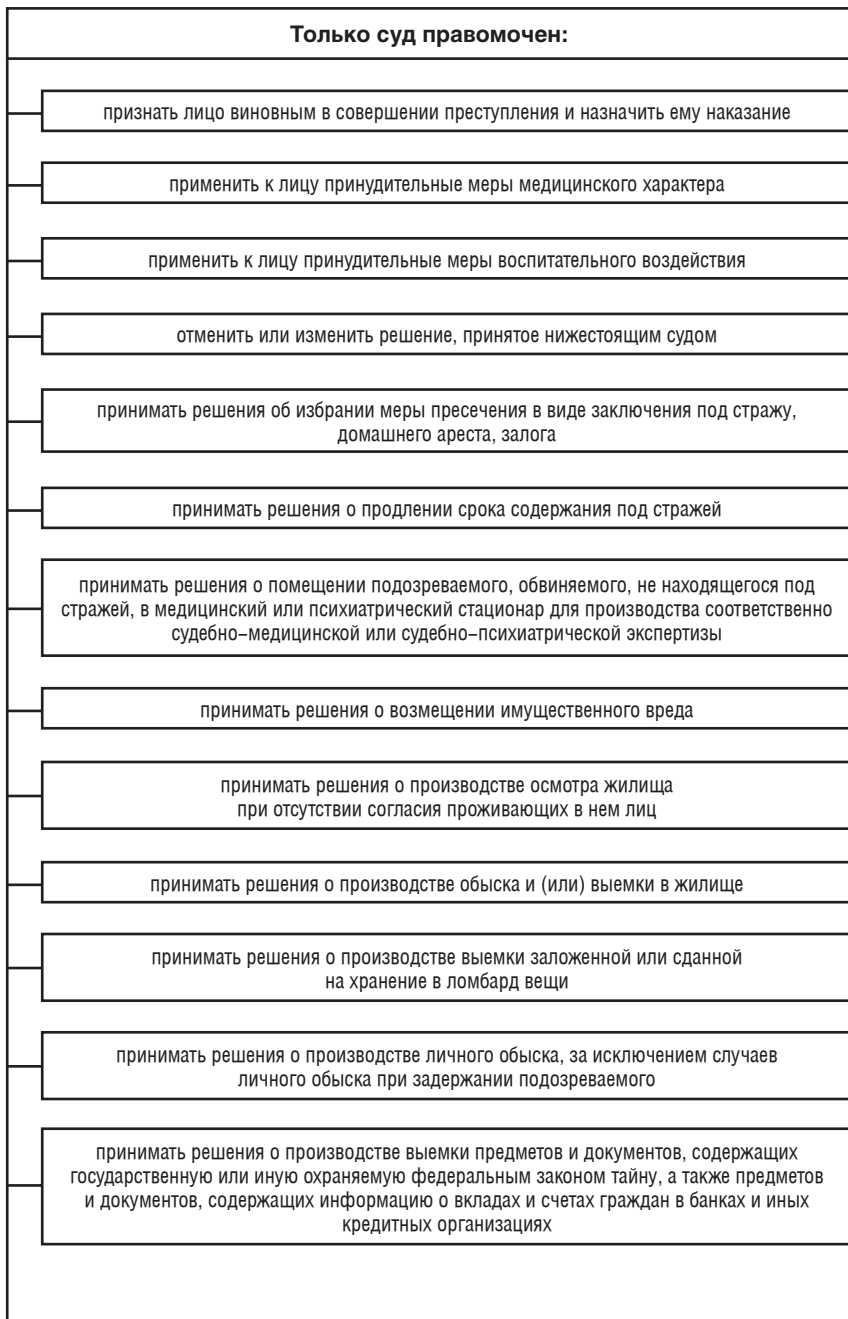 Только суд правомочен:
признать лицо виновным в совершении преступления и назначить ему наказание
применить к лицу принудительные меры медицинского характера
применить к лицу принудительные меры воспитательного воздействия
отменить или изменить решение, принятое нижестоящим судом
принимать решения об избрании меры пресечения в виде заключения под стражу,
домашнего ареста, залога
принимать решения о продлении срока содержания под стражей
принимать решения о помещении подозреваемого, обвиняемого, не находящегося под
стражей, в медицинский или психиатрический стационар для производства соответственно
судебно-медицинской или судебно-психиатрической экспертизы
принимать решения о возмещении имущественного вреда
принимать решения о производстве осмотра жилища
при отсутствии согласия проживающих в нем лиц
принимать решения о производстве обыска и (или) выемки в жилище
принимать решения о производстве выемки заложенной или сданной
на хранение в ломбард вещи
принимать решения о производстве личного обыска, за исключением случаев
личного обыска при задержании подозреваемого
принимать решения о производстве выемки предметов и документов, содержащих
государственную или иную охраняемую федеральным законом тайну, а также предметов
и документов, содержащих информацию о вкладах и счетах граждан в банках и иных
кредитных организациях